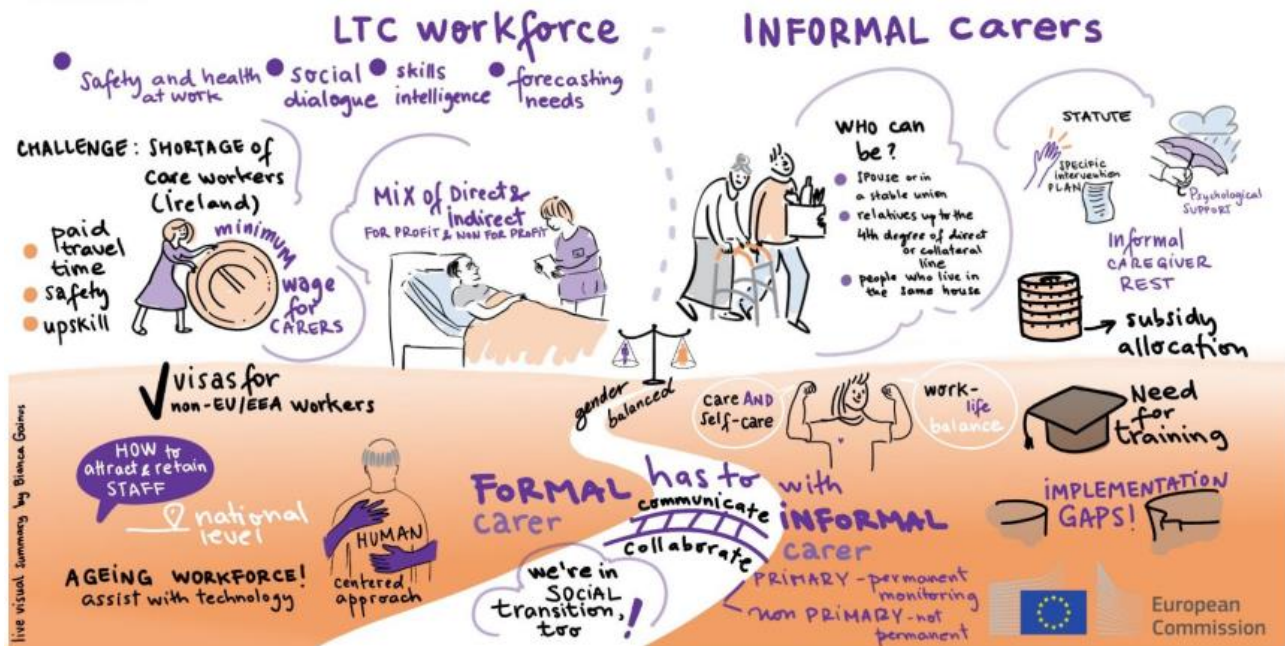 LTC workforce
Safety and health
at work
social
dialogue
skills
intelligence
forecasting
needs
CHALLENGE: SHORTAGE OF
care workers
(Ireland)
paid
travel
time
safety
upskill
minimum
wage
for
CARERS
MIX OF Direct &
indirect
FOR PROFIT & NON FOR PROFIT
visas for
non-EU/EEA workers
HOW to
attract & retain
STAFF
national
level
AGEING WORKFORCE!
assist with technology
HUMAN
centered
approach
INFORMAL carers
WHO can
be?
SPOUSE or in
a stable union
relatives up to the
4th degree of direct
or collateral
line
people who live in
the same house
STATUTE
SPECIFIC
intervention
PLAN
Psychological
SUPPORT
Informal
CAREGIVER
REST
subsidy
allocation
gender
balanced
care AND
self-care
work-
life
balance
Need
for
training
FORMAL
carer
has to
communicate
collaborate
with
INFORMAL
carer
PRIMARY - permanent
monitoring
non PRIMARY - not
permanent
we're in
SOCIAL
transition,
too !
IMPLEMENTATION
GAPS!
European
Commission
live visual summary by Bianca Gainus